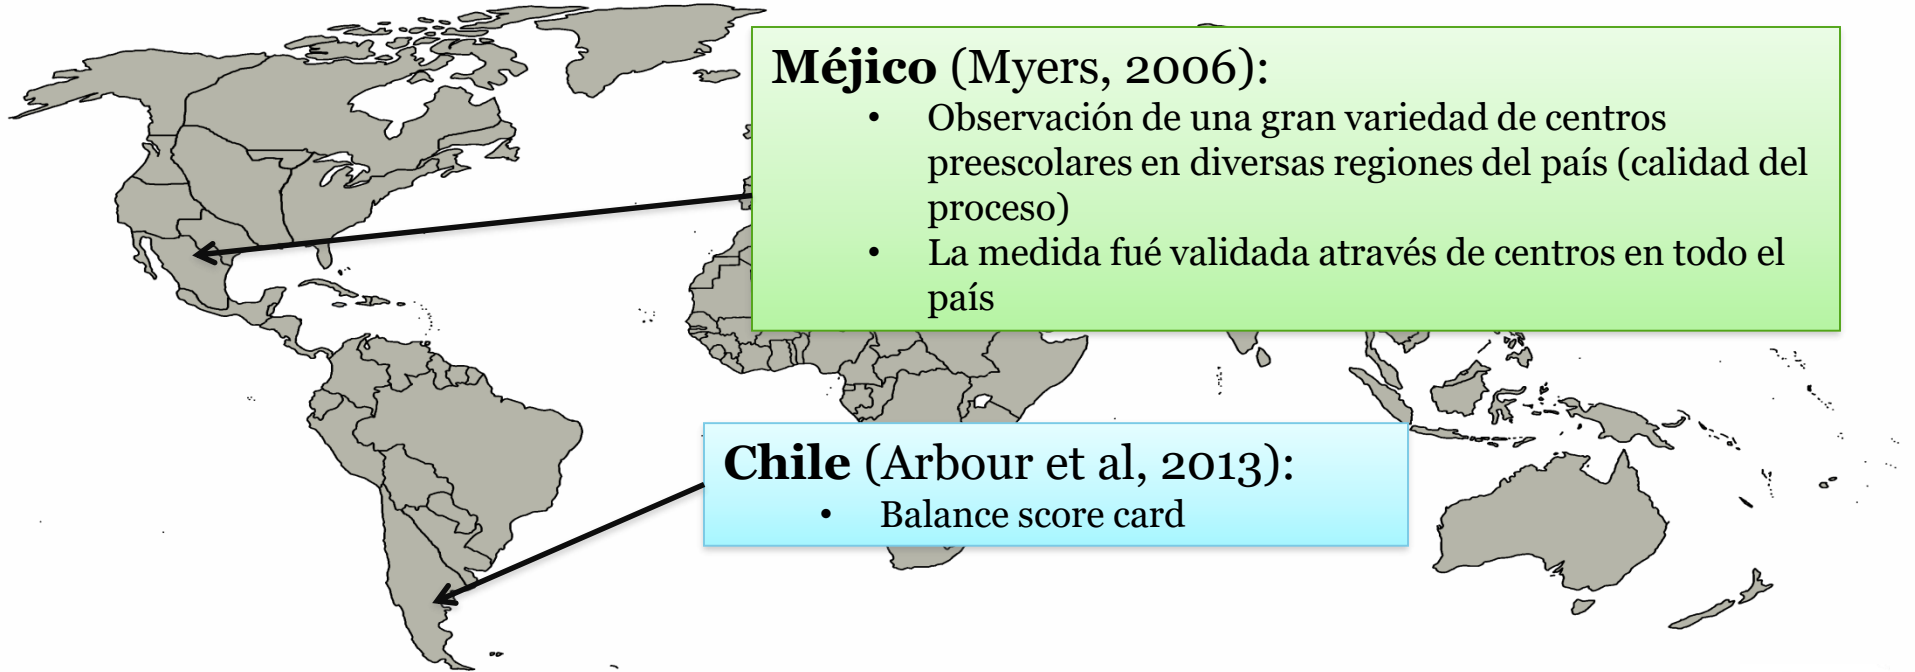 Méjico (Myers, 2006):
• Observación de una gran variedad de centros
preescolares en diversas regiones del país (calidad del
proceso)
• La medida fué validada através de centros en todo el
país
Chile (Arbour et al, 2013):
• Balance score card